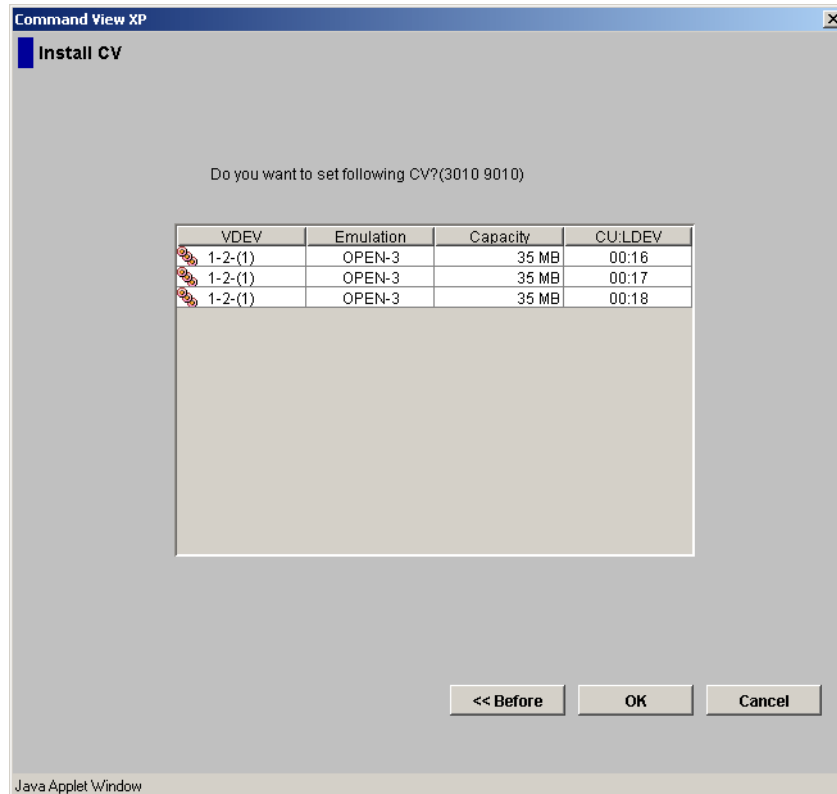 Command View XP
Install CV
Do you want to set following CV?(3010 9010)
VDEV Emulation Capacity CU:LDEV
1-2-(1) OPEN-3 35 MB 00:16
1-2-(1) OPEN-3 35 MB 00:17
1-2-(1) OPEN-3 35 MB 00:18
<< Before OK Cancel
Java Applet Window